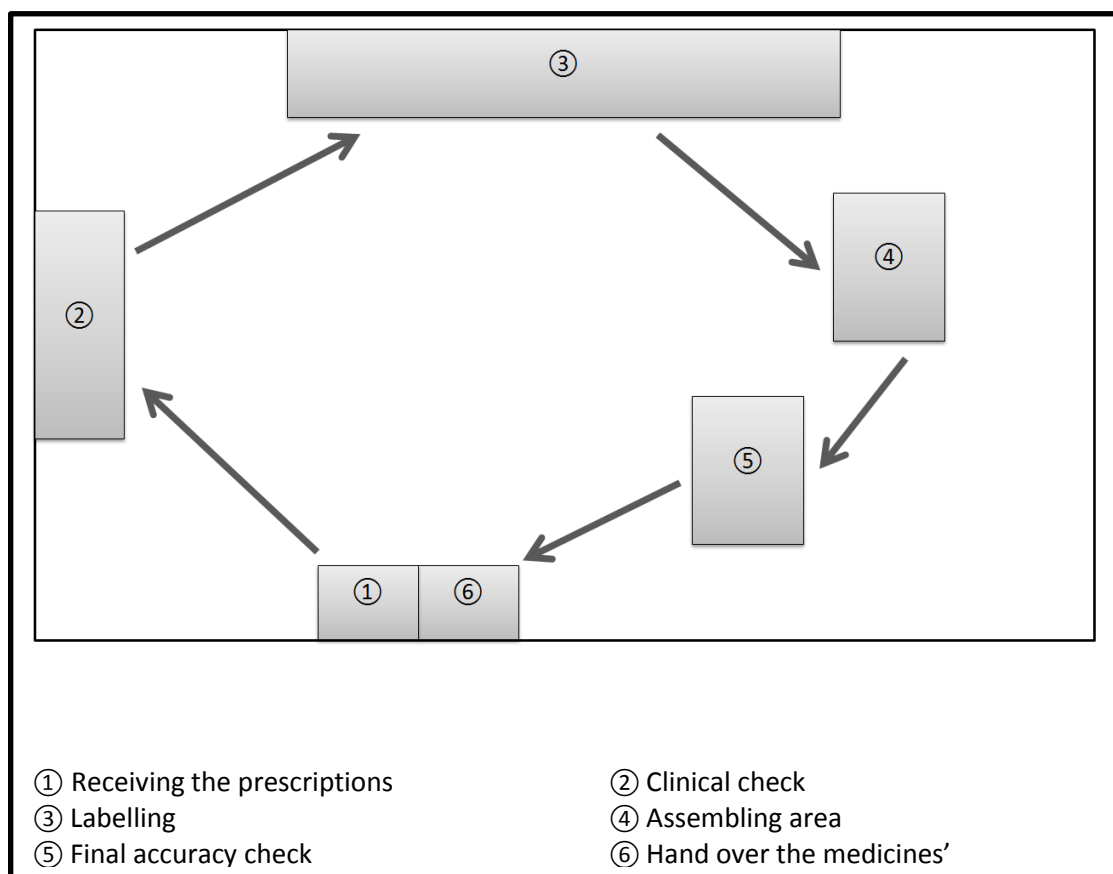 ③
④
②
⑤
① ⑥
① Receiving the prescriptions ② Clinical check
③ Labelling ④ Assembling area
⑤ Final accuracy check ⑥ Hand over the medicines’